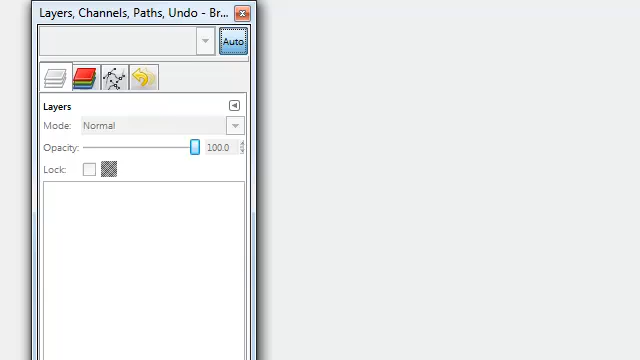 Layers, Channels, Paths, Undo - Br...
Auto
Layers
Mode: Normal
Opacity: 100.0
Lock: